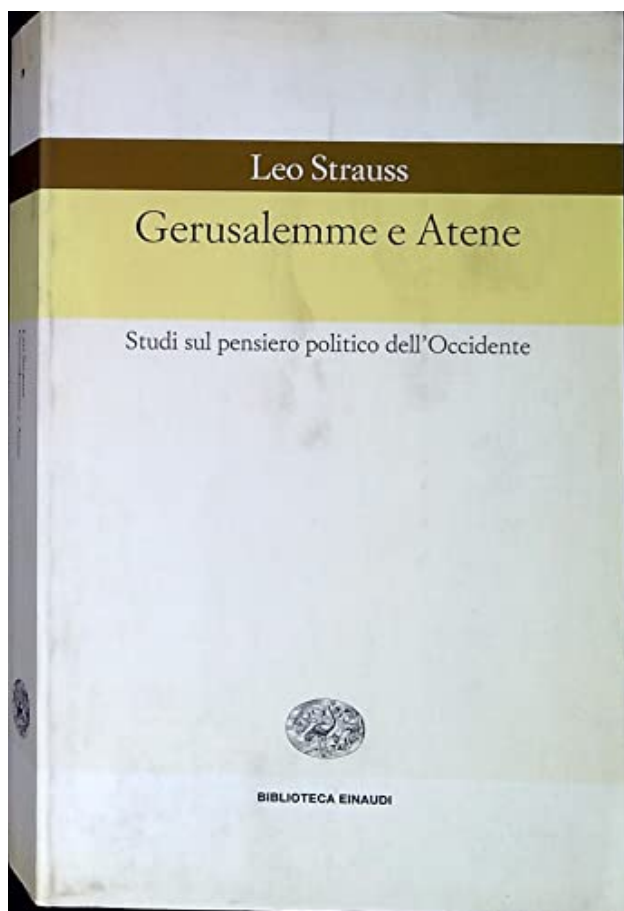 Leo Strauss
Gerusalemme e Atene
Studi sul pensiero politico dell'Occidente
BIBLIOTECA EINAUDI